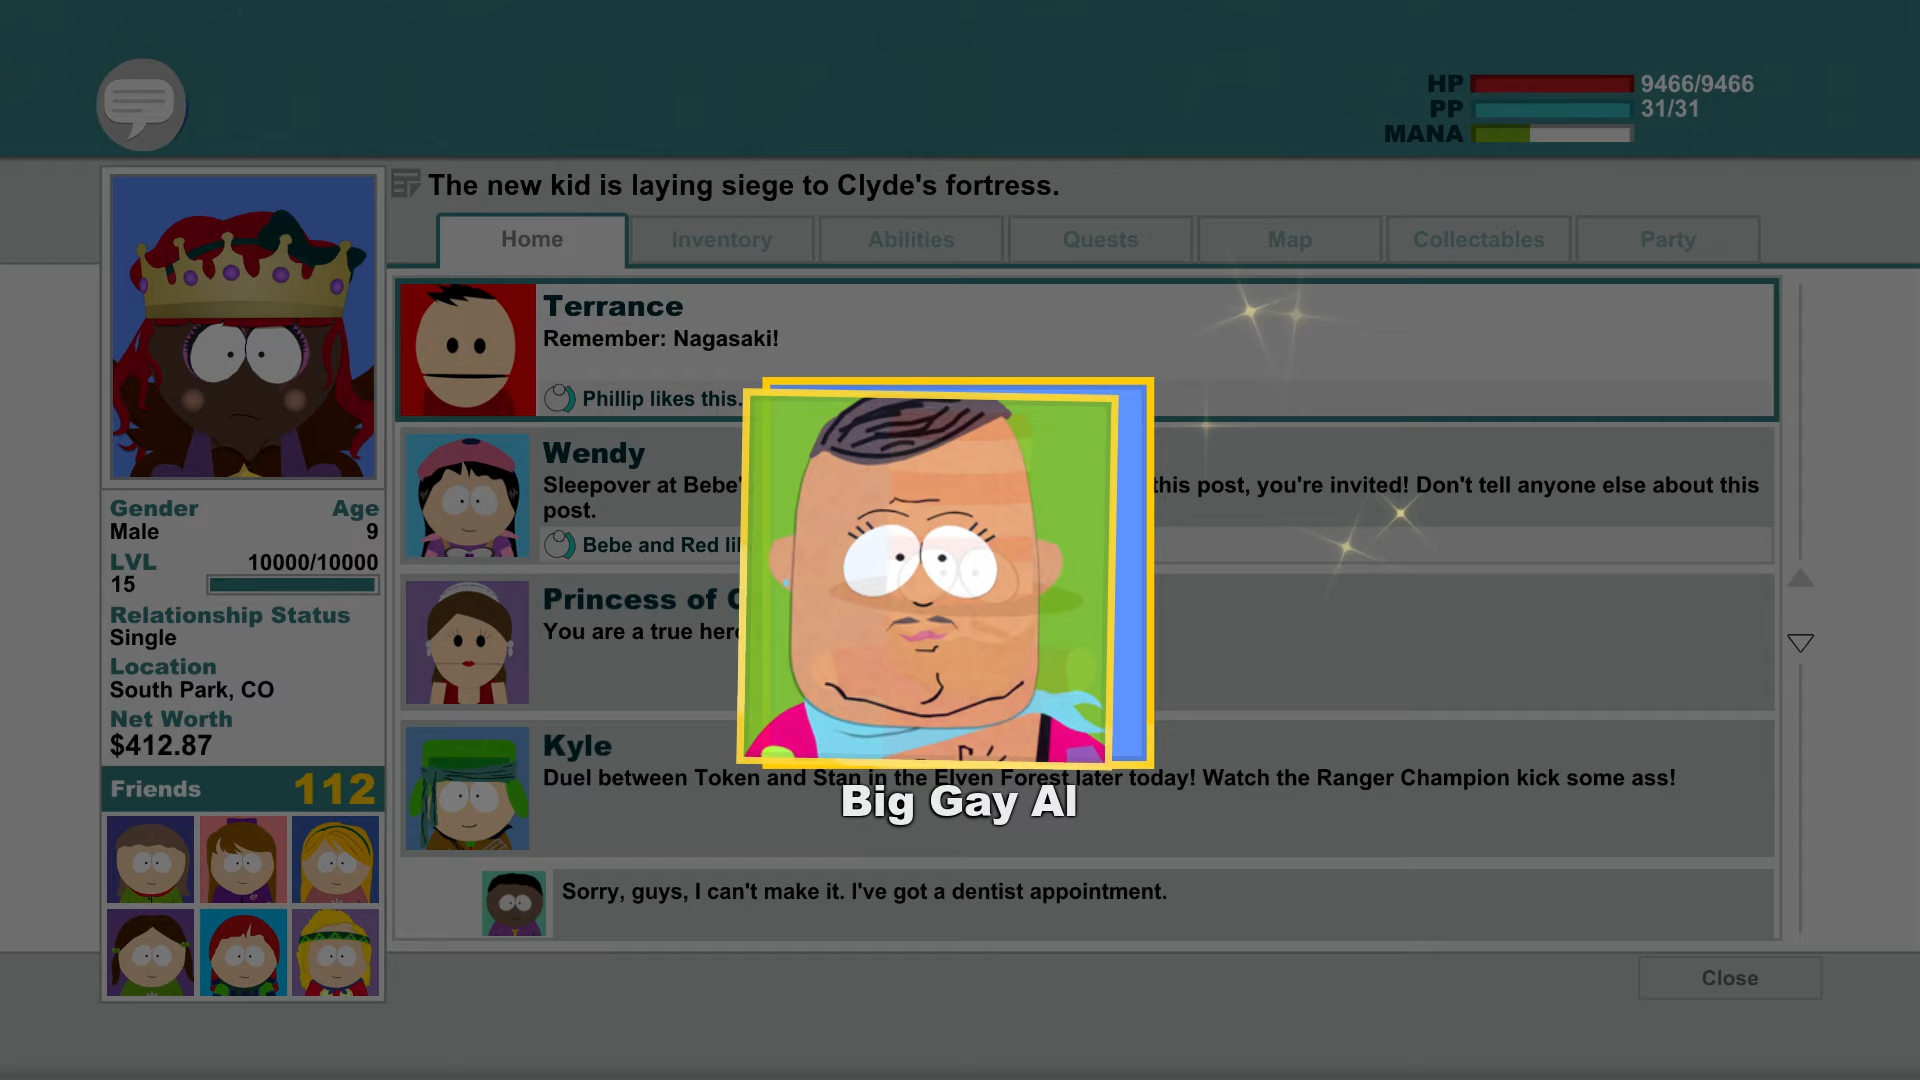 HP 9466/9466
PP 31/31
MANA
The new kid is laying siege to Clyde's fortress.
Home Inventory Abilities Quests Map Collectables Party
Terrance
Remember: Nagasaki!
Phillip likes this.
Wendy
Sleepover at Bebe' this post, you're invited! Don't tell anyone else about this
post.
Bebe and Red li
Princess of
You are a true hero
Kyle
Duel between Token and Stan in the Elven Forest later today! Watch the Ranger Champion kick some ass!
Big Gay Al
Sorry, guys, I can't make it. I've got a dentist appointment.
Gender Age
Male 9
LVL 10000/10000
15
Relationship Status
Single
Location
South Park, CO
Net Worth
$412.87
Friends 112
Close